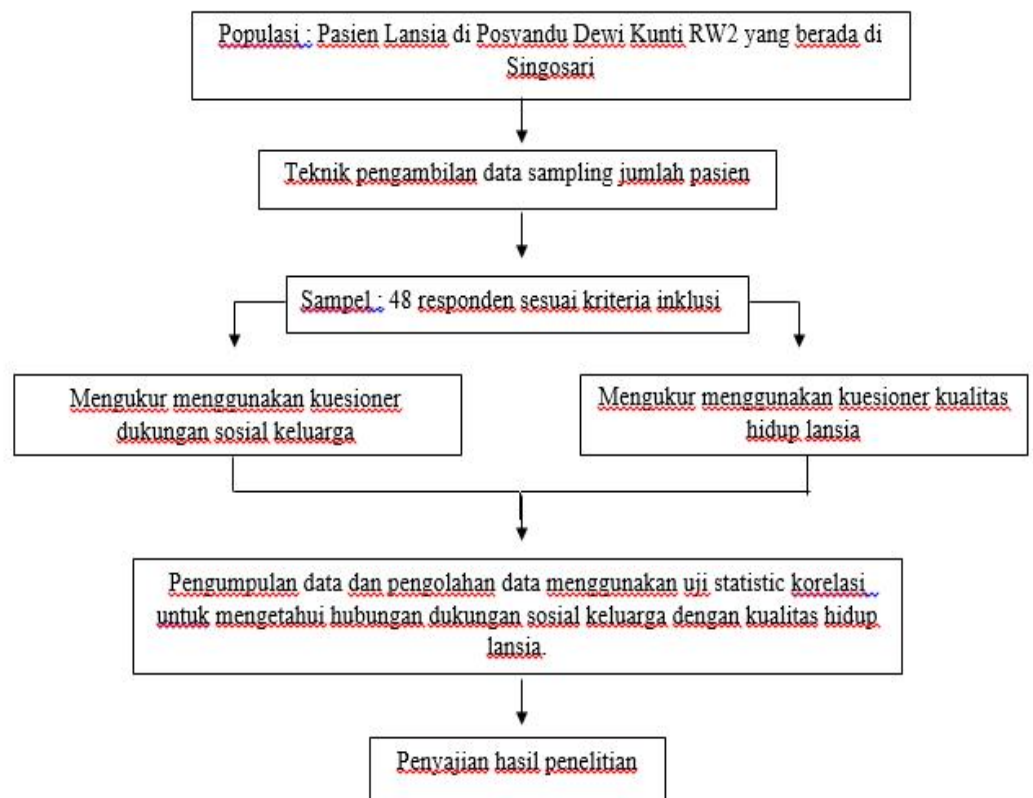 Populasi : Pasien Lansia di Posyandu Dewi Kunti RW2 yang berada di
Singosari
Teknik pengambilan data sampling jumlah pasien
Sampel : 48 responden sesuai kriteria inklusi
Mengukur menggunakan kuesioner
dukungan sosial keluarga
Mengukur menggunakan kuesioner kualitas
hidup lansia
Pengumpulan data dan pengolahan data menggunakan uji statistic korelasi
untuk mengetahui hubungan dukungan sosial keluarga dengan kualitas hidup
lansia.
Penyajian hasil penelitian